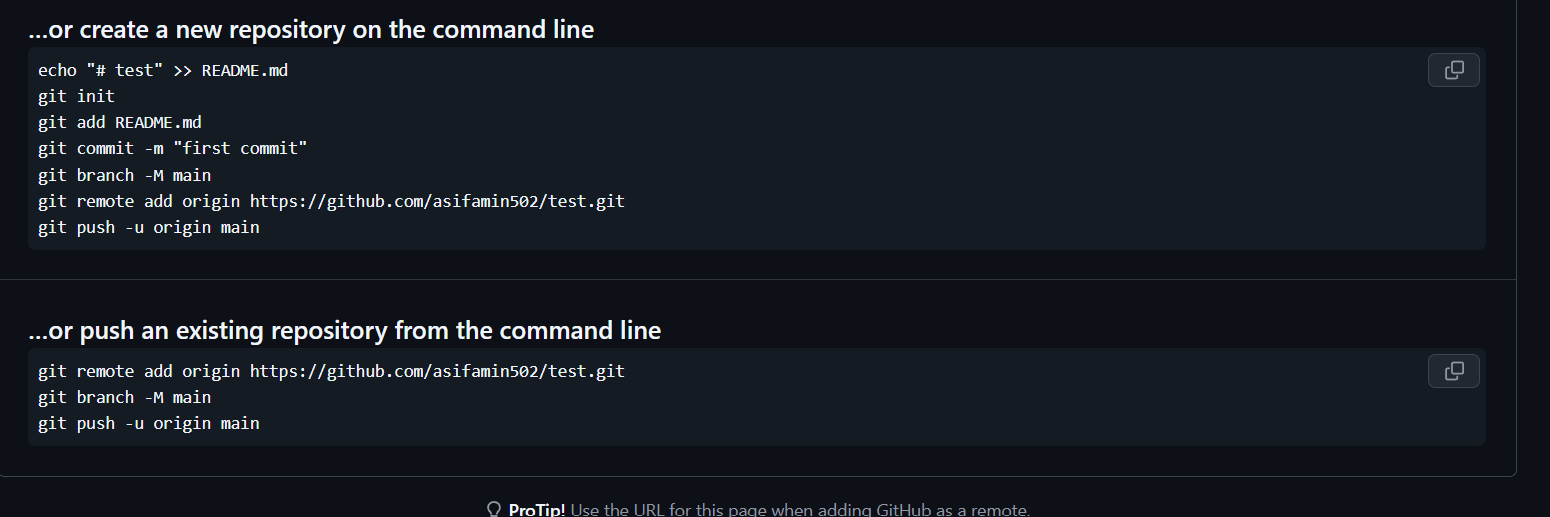 ...or create a new repository on the command line
echo "# test" >> README.md
git init
git add README.md
git commit -m "first commit"
git branch -M main
git remote add origin https://github.com/asifamin502/test.git
git push -u origin main
...or push an existing repository from the command line
git remote add origin https://github.com/asifamin502/test.git
git branch -M main
git push -u origin main
ProTip! Use the URL for this page when adding GitHub as a remote.